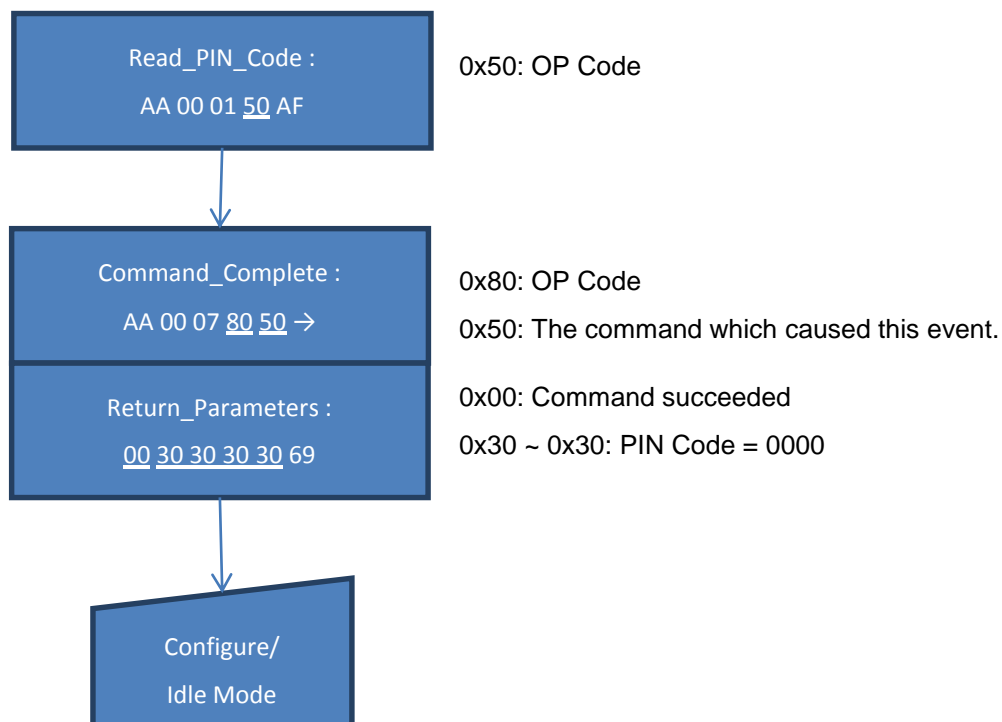 Read_PIN_Code :
AA 00 01 50 AF
0x50: OP Code
Command_Complete :
AA 00 07 80 50 →
0x80: OP Code
0x50: The command which caused this event.
Return_Parameters :
00 30 30 30 30 69
0x00: Command succeeded
0x30 ~ 0x30: PIN Code = 0000
Configure/
Idle Mode